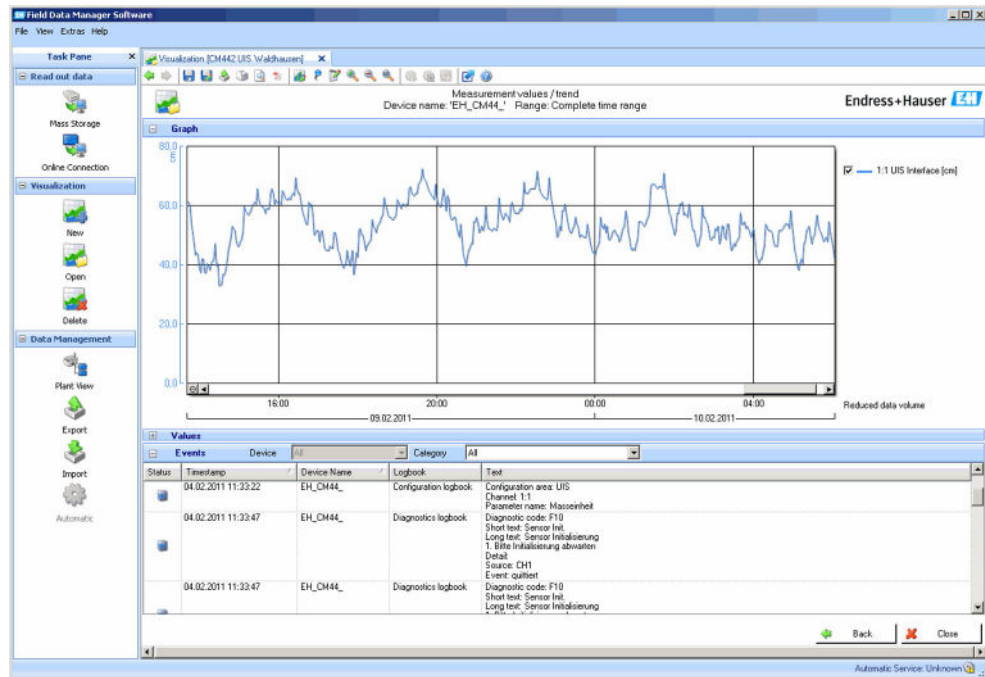 Field Data Manager Software
File View Extras Help
Task Pane
Read out data
Mass Storage
Online Connection
Visualization
New
Open
Delete
Data Management
Plant View
Export
Import
Automatic
Visualization [CM442 UIS Waldhausen]
Measurement values / trend
Device name: 'EH_CM44_' Range: Complete time range
Endress+Hauser EH
Graph
80,0
cm
60,0
40,0
20,0
0,0
16:00 20:00 00:00 04:00
09.02.2011 10.02.2011
1:1 UIS Interface [cm]
Reduced data volume
Values
Events Device All Category All
Status Timestamp Device Name Logbook Text
04.02.2011 11:33:22 EH_CM44_ Configuration logbook Configuration area: UIS
Channel: 1:1
Parameter name: Masseinheit
04.02.2011 11:33:47 EH_CM44_ Diagnostics logbook Diagnostic code: F10
Short text: Sensor Init.
Long text: Sensor Initialisierung
1. Bitte Initialisierung abwarten
Detail:
Source: CH1
Event: quittiert
04.02.2011 11:33:47 EH_CM44_ Diagnostics logbook Diagnostic code: F10
Short text: Sensor Init.
Long text: Sensor Initialisierung
Back Close
Automatic Service: Unknown